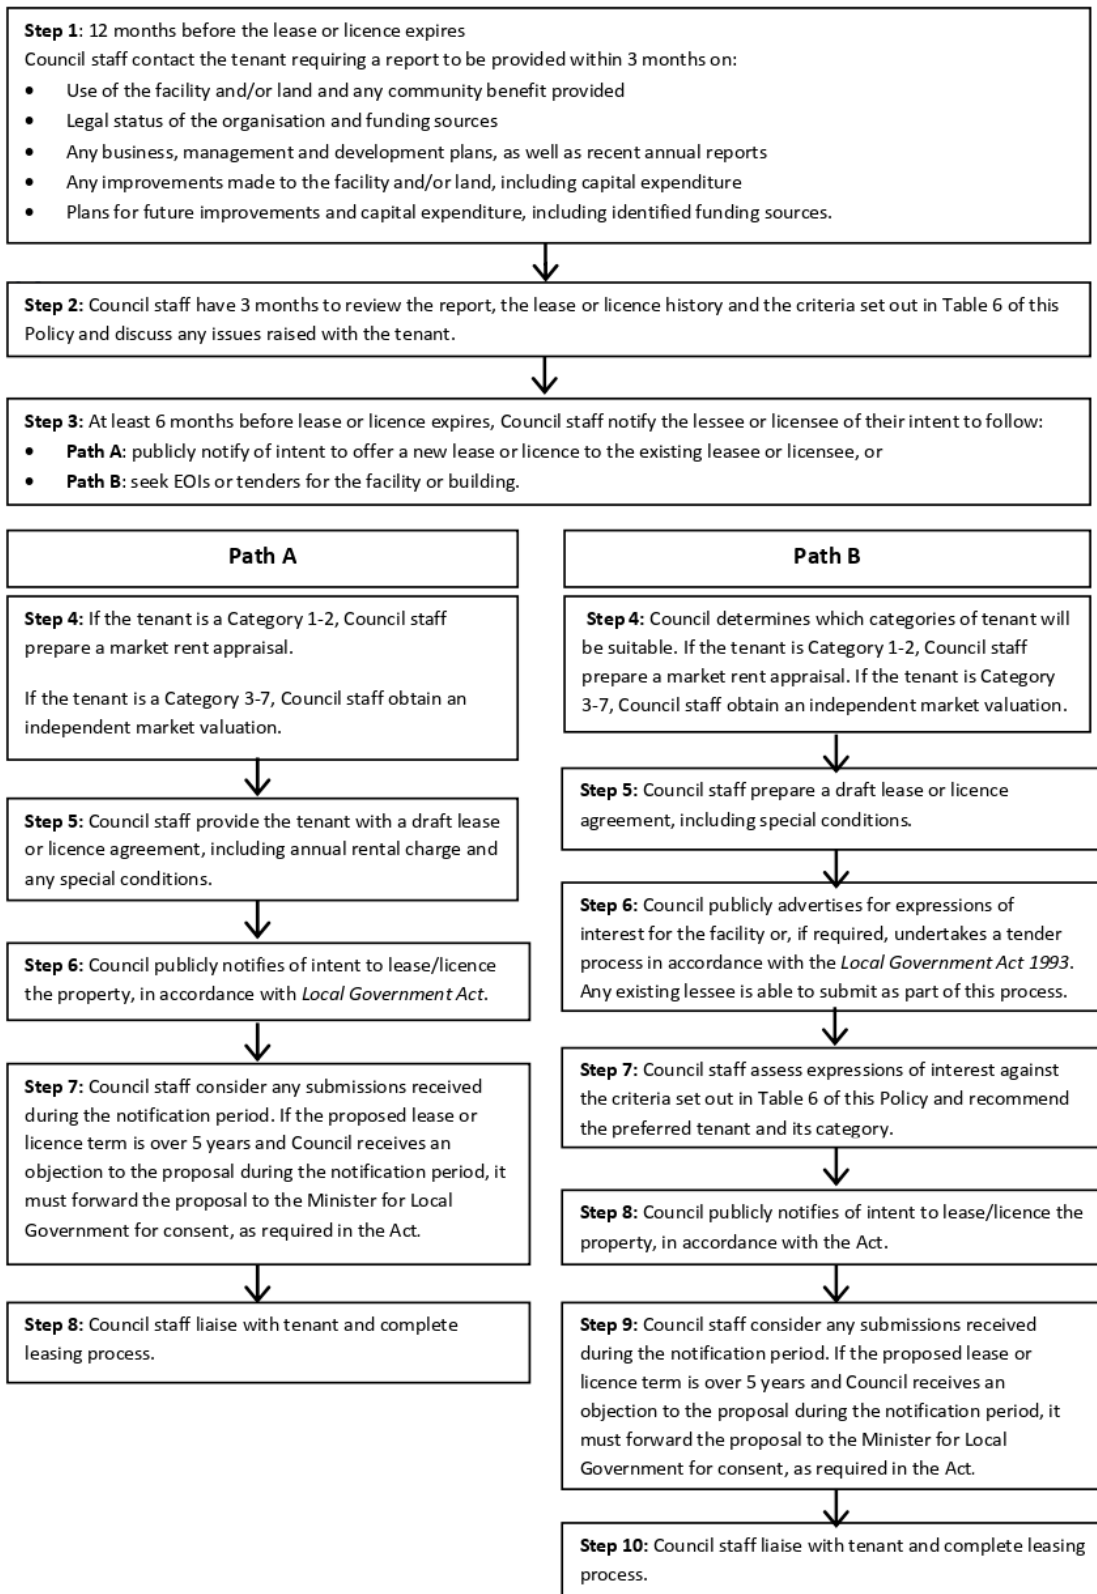 Step 1: 12 months before the lease or licence expires
Council staff contact the tenant requiring a report to be provided within 3 months on:
• Use of the facility and/or land and any community benefit provided
• Legal status of the organisation and funding sources
• Any business, management and development plans, as well as recent annual reports
• Any improvements made to the facility and/or land, including capital expenditure
• Plans for future improvements and capital expenditure, including identified funding sources.
Step 2: Council staff have 3 months to review the report, the lease or licence history and the criteria set out in Table 6 of this
Policy and discuss any issues raised with the tenant.
Step 3: At least 6 months before lease or licence expires, Council staff notify the lessee or licensee of their intent to follow:
• Path A: publicly notify of intent to offer a new lease or licence to the existing leasee or licensee, or
• Path B: seek EOIs or tenders for the facility or building.
Path A
Step 4: If the tenant is a Category 1-2, Council staff
prepare a market rent appraisal.
If the tenant is a Category 3-7, Council staff obtain an
independent market valuation.
Step 5: Council staff provide the tenant with a draft lease
or licence agreement, including annual rental charge and
any special conditions.
Step 6: Council publicly notifies of intent to lease/licence
the property, in accordance with Local Government Act.
Step 7: Council staff consider any submissions received
during the notification period. If the proposed lease or
licence term is over 5 years and Council receives an
objection to the proposal during the notification period, it
must forward the proposal to the Minister for Local
Government for consent, as required in the Act.
Step 8: Council staff liaise with tenant and complete
leasing process.
Path B
Step 4: Council determines which categories of tenant will
be suitable. If the tenant is Category 1-2, Council staff
prepare a market rent appraisal. If the tenant is Category
3-7, Council staff obtain an independent market valuation.
Step 5: Council staff prepare a draft lease or licence
agreement, including special conditions.
Step 6: Council publicly advertises for expressions of
interest for the facility or, if required, undertakes a tender
process in accordance with the Local Government Act 1993.
Any existing lessee is able to submit as part of this process.
Step 7: Council staff assess expressions of interest against
the criteria set out in Table 6 of this Policy and recommend
the preferred tenant and its category.
Step 8: Council publicly notifies of intent to lease/licence the
property, in accordance with the Act.
Step 9: Council staff consider any submissions received
during the notification period. If the proposed lease or
licence term is over 5 years and Council receives an
objection to the proposal during the notification period, it
must forward the proposal to the Minister for Local
Government for consent, as required in the Act.
Step 10: Council staff liaise with tenant and complete leasing
process.